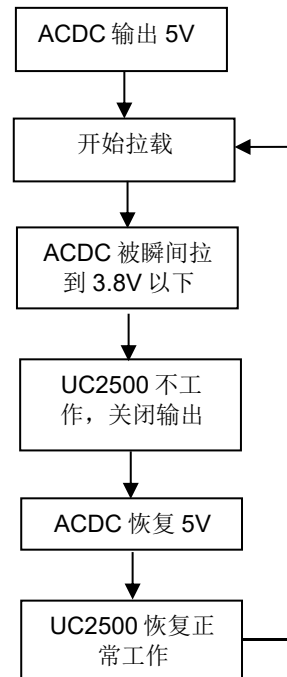 ACDC 输出 5V
开始拉载
ACDC 被瞬间拉
到 3.8V 以下
UC2500 不工
作，关闭输出
ACDC 恢复 5V
UC2500 恢复正
常工作